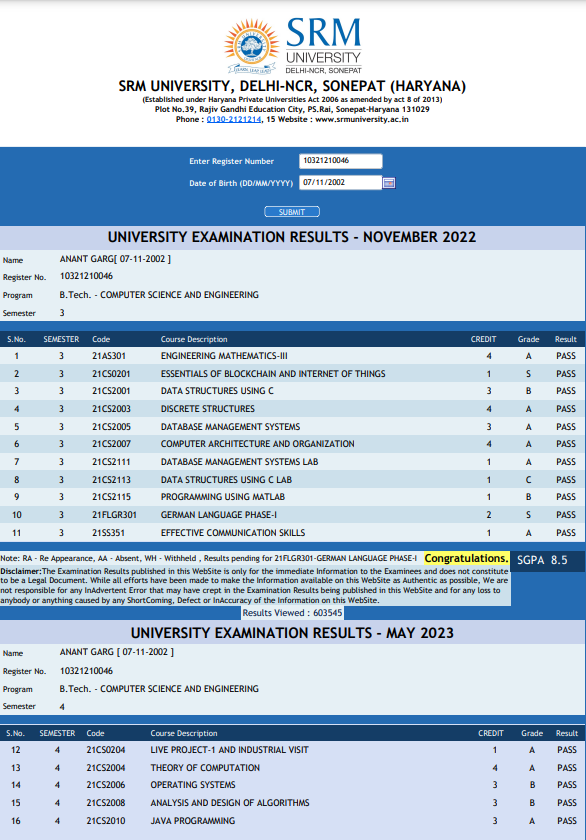 SRM
UNIVERSITY
DELHI-NCR, SONEPAT
SRM UNIVERSITY, DELHI-NCR, SONEPAT (HARYANA)
(Established under Haryana Private Universities Act 2006 as amended by act 8 of 2013)
Plot No.39, Rajiv Gandhi Education City, PS.Rai, Sonepat-Haryana 131029
Phone : 0130-2121214, 15 Website : www.srmuniversity.ac.in
Enter Register Number 10321210046
Date of Birth (DD/MM/YYYY) 07/11/2002
SUBMIT
UNIVERSITY EXAMINATION RESULTS - NOVEMBER 2022
Name ANANT GARG[ 07-11-2002 ]
Register No. 10321210046
Program B.Tech. - COMPUTER SCIENCE AND ENGINEERING
Semester 3
S.No. SEMESTER Code Course Description CREDIT Grade Result
1 3 21AS301 ENGINEERING MATHEMATICS-III 4 A PASS
2 3 21CS0201 ESSENTIALS OF BLOCKCHAIN AND INTERNET OF THINGS 1 S PASS
3 3 21CS2001 DATA STRUCTURES USING C 3 B PASS
4 3 21CS2003 DISCRETE STRUCTURES 4 A PASS
5 3 21CS2005 DATABASE MANAGEMENT SYSTEMS 3 A PASS
6 3 21CS2007 COMPUTER ARCHITECTURE AND ORGANIZATION 4 A PASS
7 3 21CS2111 DATABASE MANAGEMENT SYSTEMS LAB 1 A PASS
8 3 21CS2113 DATA STRUCTURES USING C LAB 1 C PASS
9 3 21CS2115 PROGRAMMING USING MATLAB 1 B PASS
10 3 21FLGR301 GERMAN LANGUAGE PHASE-I 2 S PASS
11 3 21SS351 EFFECTIVE COMMUNICATION SKILLS 1 A PASS
Note: RA - Re Appearance, AA - Absent, WH - Withheld , Results pending for 21FLGR301-GERMAN LANGUAGE PHASE-I Congratulations. SGPA 8.5
Disclaimer:The Examination Results published in this WebSite is only for the immediate Information to the Examinees and does not constitute
to be a Legal Document. While all efforts have been made to make the Information available on this WebSite as Authentic as possible, We are
not responsible for any InAdvertent Error that may have crept in the Examination Results being published in this WebSite and for any loss to
anybody or anything caused by any ShortComing, Defect or InAccuracy of the Information on this WebSite.
Results Viewed : 603545
UNIVERSITY EXAMINATION RESULTS - MAY 2023
Name ANANT GARG [ 07-11-2002 ]
Register No. 10321210046
Program B.Tech. - COMPUTER SCIENCE AND ENGINEERING
Semester 4
S.No. SEMESTER Code Course Description CREDIT Grade Result
12 4 21CS0204 LIVE PROJECT-1 AND INDUSTRIAL VISIT 1 A PASS
13 4 21CS2004 THEORY OF COMPUTATION 4 A PASS
14 4 21CS2006 OPERATING SYSTEMS 3 B PASS
15 4 21CS2008 ANALYSIS AND DESIGN OF ALGORITHMS 3 B PASS
16 4 21CS2010 JAVA PROGRAMMING 3 A PASS